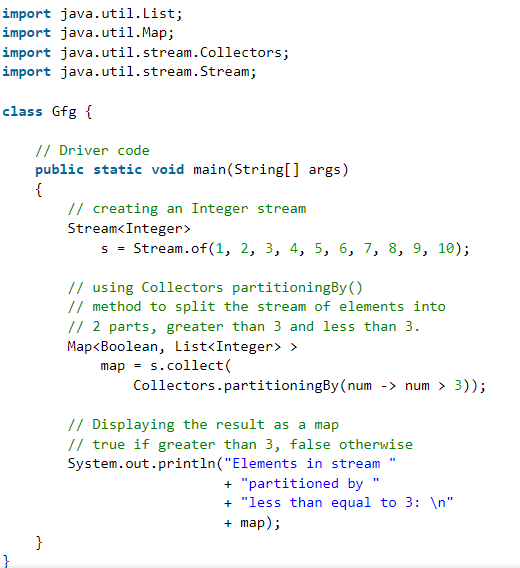 import java.util.List;
import java.util.Map;
import java.util.stream.Collectors;
import java.util.stream.Stream;

class Gfg {

    // Driver code
    public static void main(String[] args)
    {
        // creating an Integer stream
        Stream<Integer>
            s = Stream.of(1, 2, 3, 4, 5, 6, 7, 8, 9, 10);

        // using Collectors partitioningBy()
        // method to split the stream of elements into
        // 2 parts, greater than 3 and less than 3.
        Map<Boolean, List<Integer> >
            map = s.collect(
                Collectors.partitioningBy(num -> num > 3));

        // Displaying the result as a map
        // true if greater than 3, false otherwise
        System.out.println("Elements in stream "
                           + "partitioned by "
                           + "less than equal to 3: \n"
                           + map);
    }
}